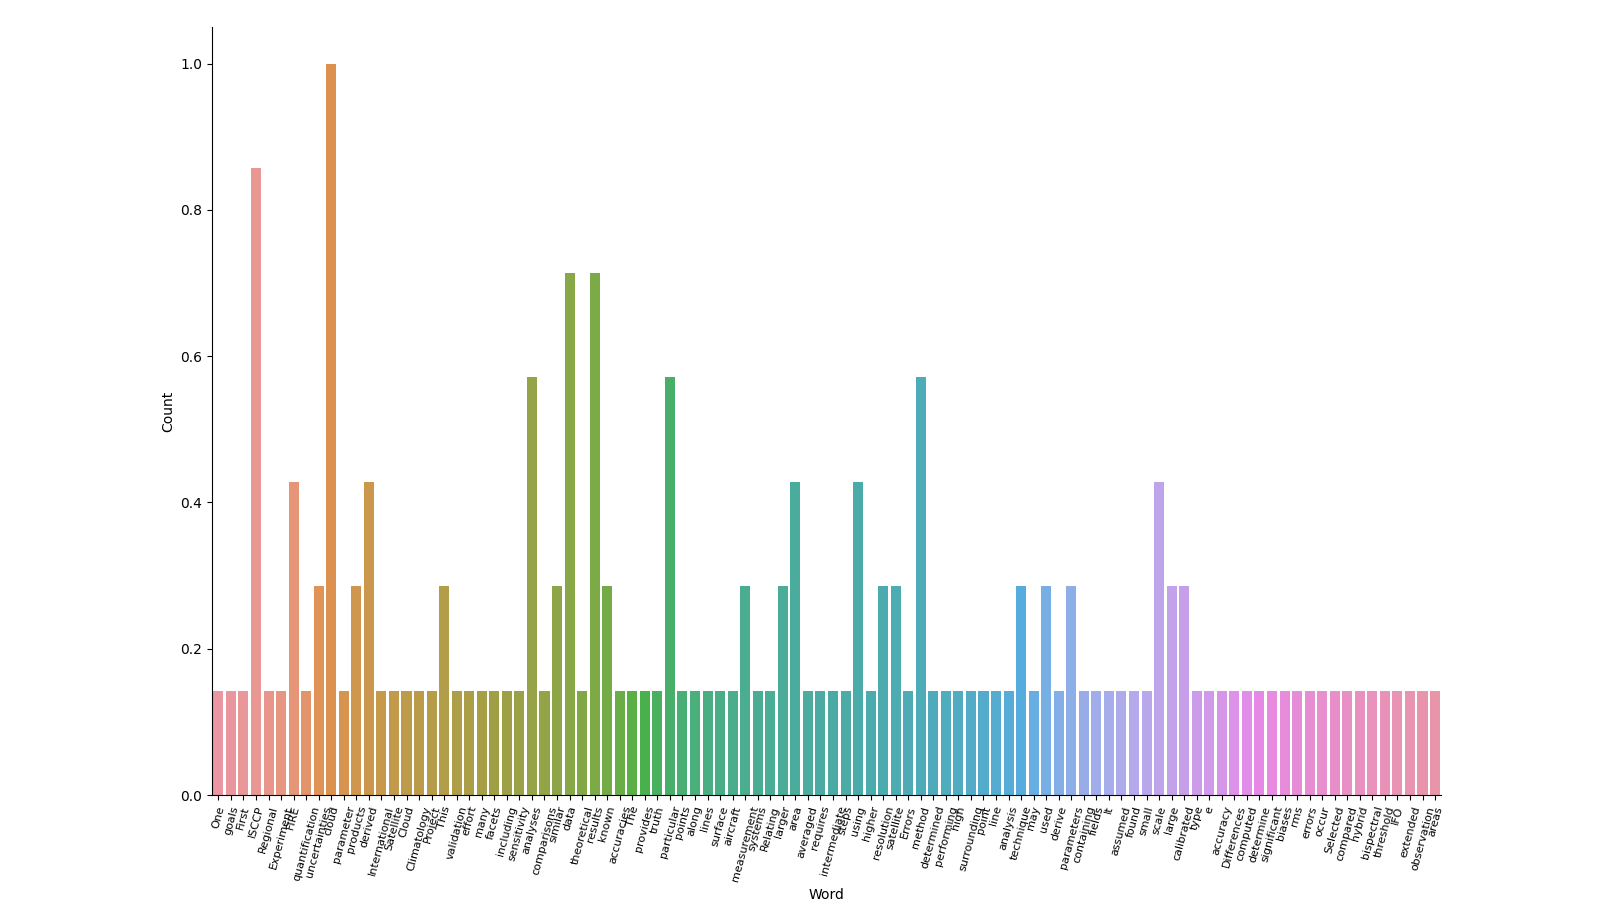 1.0
0.8
0.6
0.4
0.2
0.0
Count
One
goals
First
ISCCP
Regional
Experiment
FIRE
quantification
uncertainties
cloud
parameter
products
derived
International
Satellite
Cloud
Climatology
Project
This
validation
effort
many
facets
including
sensitivity
analyses
comparisons
similar
data
theoretical
results
known
accuracies
The
provides
truth
particular
points
along
lines
surface
aircraft
measurement
systems
Relating
larger
area
averaged
requires
intermediate
steps
using
higher
resolution
satellite
Errors
method
determined
performing
high
surrounding
point
line
analysis
technique
may
used
derive
parameters
containing
fields
It
assumed
found
small
scale
large
calibrated
type
e
accuracy
Differences
computed
determine
significant
biases
rms
errors
occur
Selected
compared
hybrid
bispectral
threshold
IFO
extended
observation
areas
Word